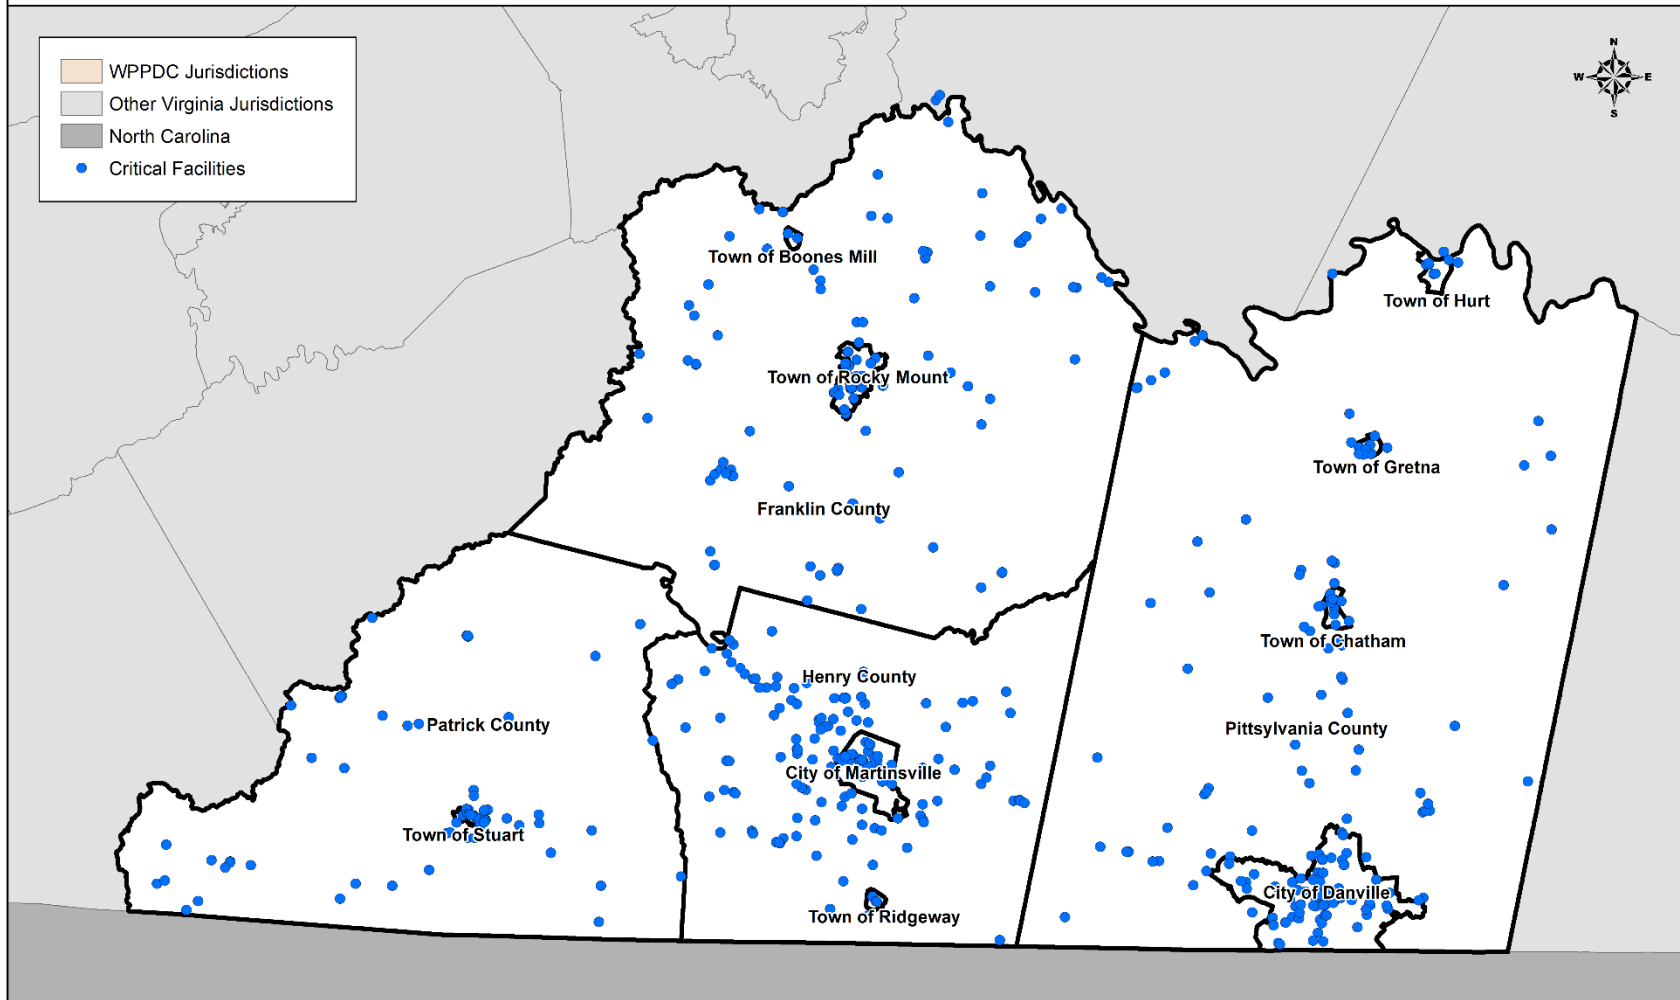 WPPDC Jurisdictions
Other Virginia Jurisdictions
North Carolina
Critical Facilities
N
W E
S
Town of Boones Mill
Town of Hurt
Town of Rocky Mount
Town of Gretna
Franklin County
Town of Chatham
Henry County
Patrick County
Pittsylvania County
City of Martinsville
Town of Stuart
City of Danville
Town of Ridgeway